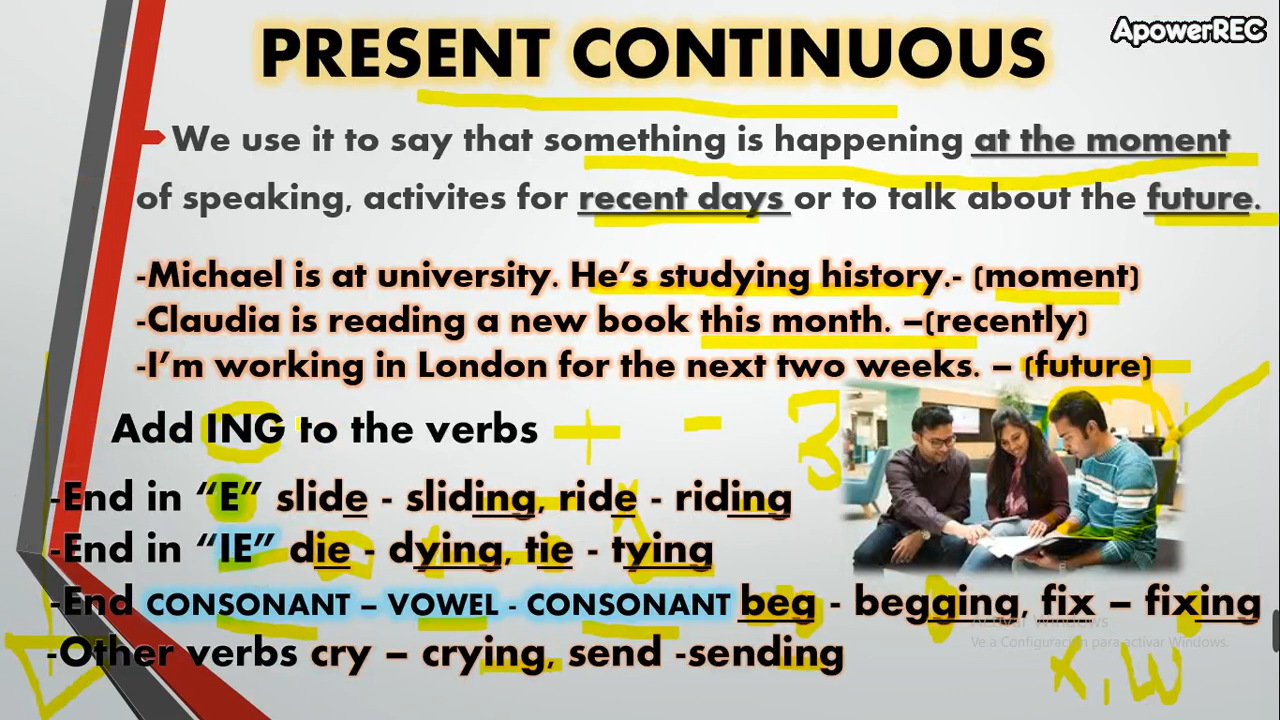 ApowerREC
PRESENT CONTINUOUS
We use it to say that something is happening at the moment
of speaking, activites for recent days or to talk about the future.
-Michael is at university. He's studying history.- (moment)
-Claudia is reading a new book this month. –(recently)
-I'm working in London for the next two weeks. – (future)
Add ING to the verbs + - 3
-End in “E” slide - sliding, ride - riding
-End in “IE” die - dying, tie - tying
-End CONSONANT – VOWEL - CONSONANT beg - begging, fix – fixing
Activar Windows
Ve a Configuración para activar Windows.
-Other verbs cry – crying, send -sending
x, w